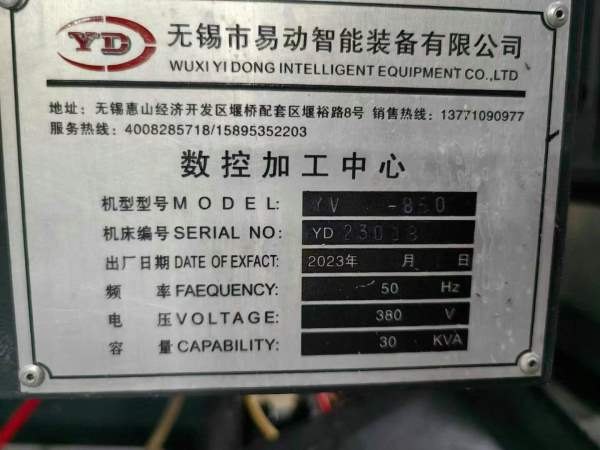 YD 无锡市易动智能装备有限公司
WUXI YI DONG INTELLIGENT EQUIPMENT CO.,LTD
地址：无锡惠山经济开发区堰桥配套区堰裕路8号 销售热线：13771090977
服务热线：4008285718/15895352203
数控加工中心
机型型号 MODEL: YV -850
机床编号 SERIAL NO: YD 23018
出厂日期 DATE OF EXFACT: 2023年 月 日
频 率 FAEQUENCY: 50 Hz
电 压 VOLTAGE: 380 V
容 量 CAPABILITY: 30 KVA